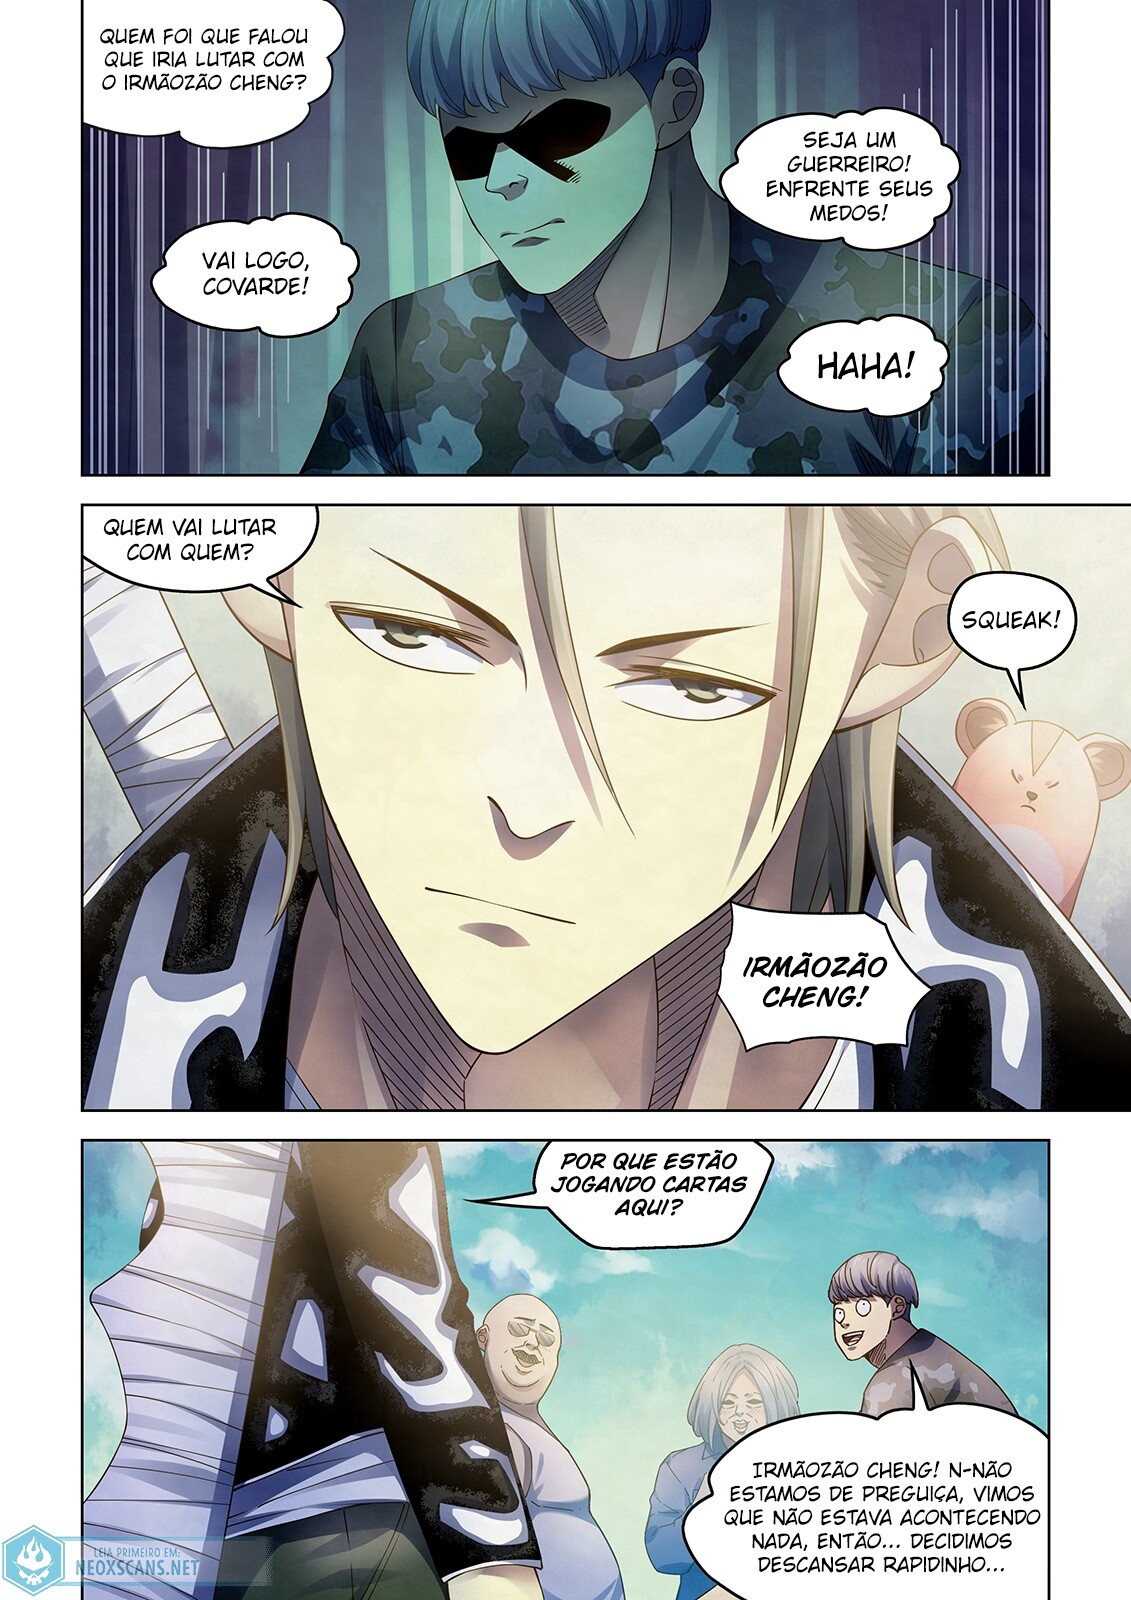 QUEM FOI QUE FALOU
QUE IRIA LUTAR COM
O IRMÃOZÃO CHENG?
SEJA UM
GUERREIRO!
ENFRENTE SEUS
MEDOS!
VAI LOGO,
COVARDE!
HAHA!
QUEM VAI LUTAR
COM QUEM?
SQUEAK!
IRMÃOZÃO
CHENG!
POR QUE ESTÃO
JOGANDO CARTAS
AQUI?
IRMÃOZÃO CHENG! N-NÃO
ESTAMOS DE PREGUIÇA, VIMOS
QUE NÃO ESTAVA ACONTECENDO
NADA, ENTÃO... DECIDIMOS
DESCANSAR RAPIDINHO...
LEIA PRIMEIRO EM:
NEOXSCANS.NET